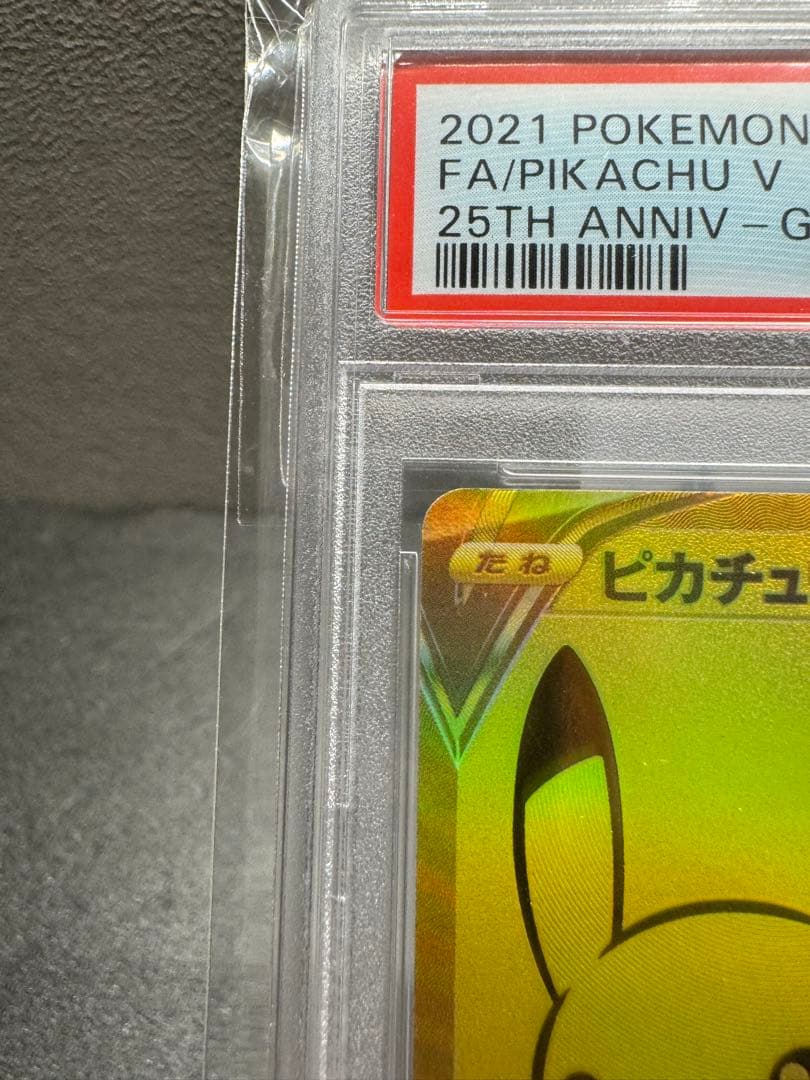 2021 POKEMON
FA/PIKACHU V
25TH ANNIV-G
たね
ピカチュ